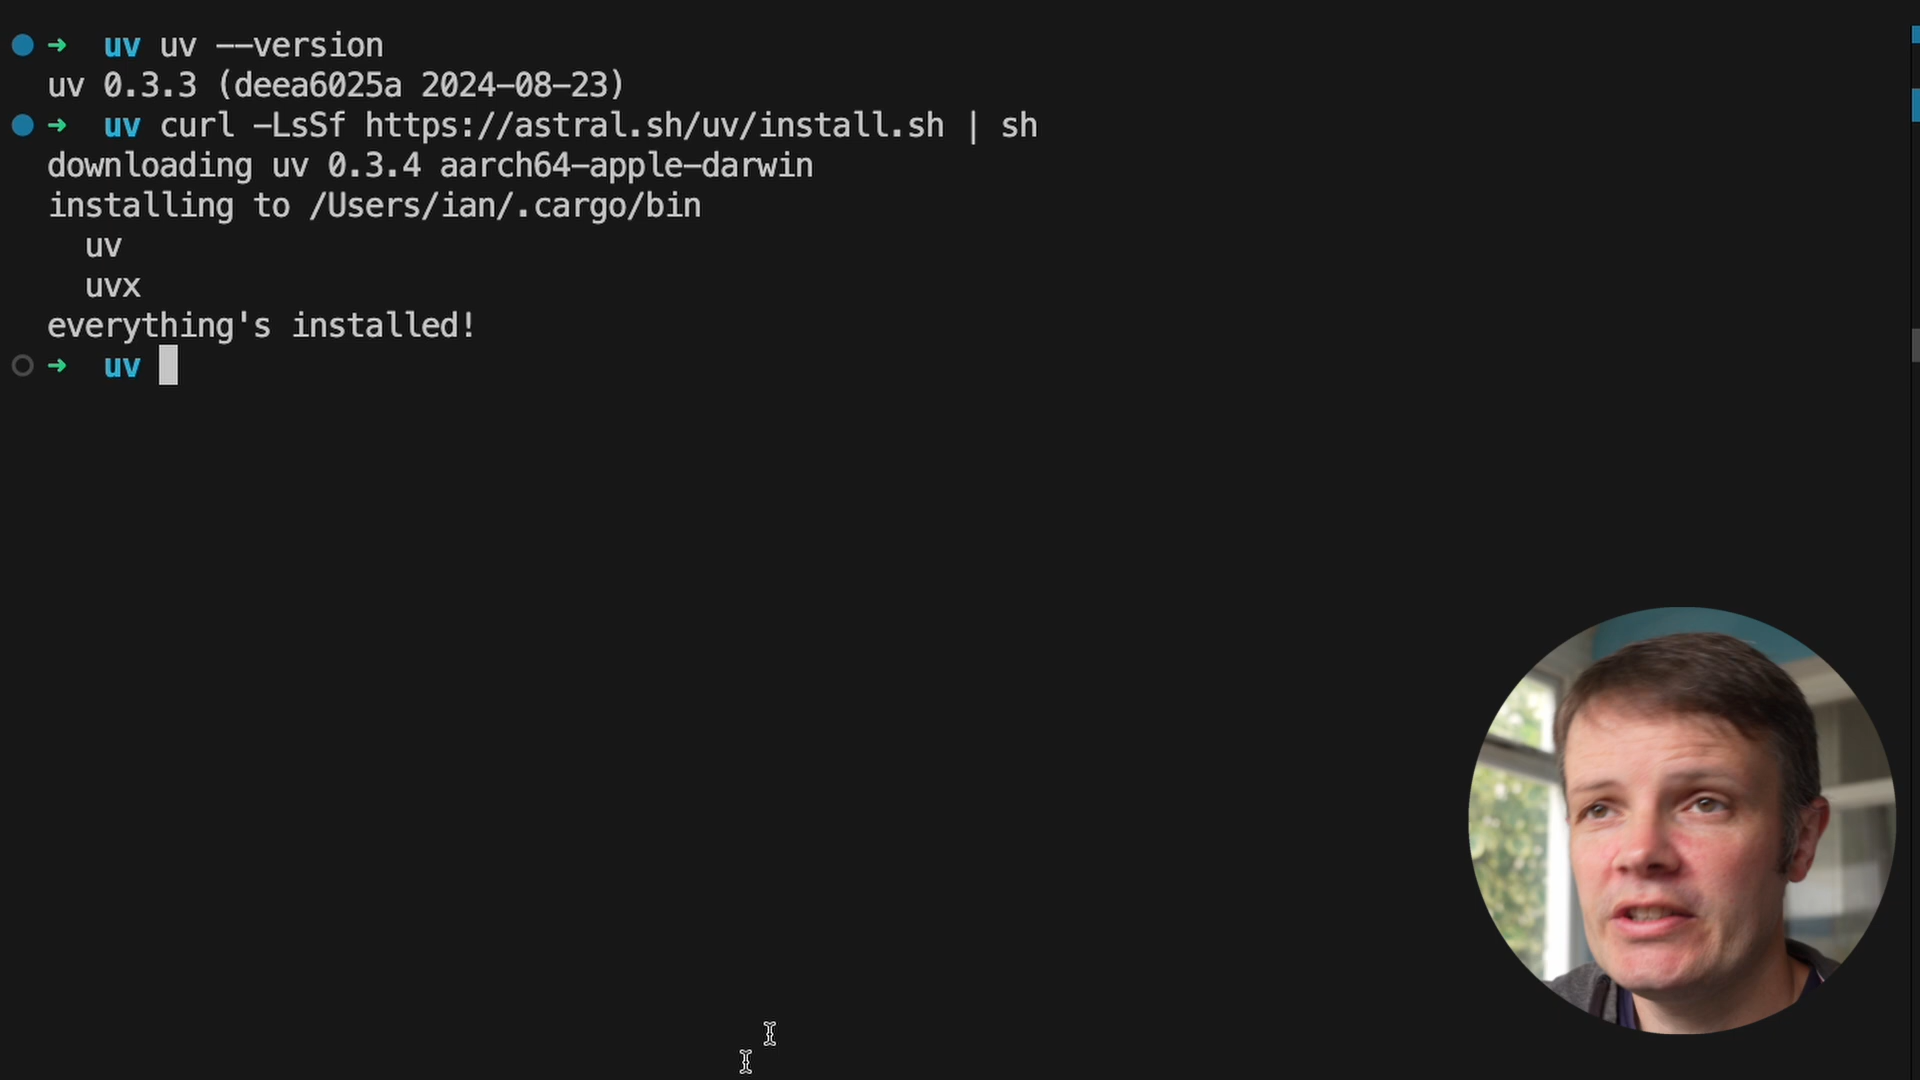 ➜ uv uv --version
uv 0.3.3 (deea6025a 2024-08-23)
➜ uv curl -LsSf https://astral.sh/uv/install.sh | sh
downloading uv 0.3.4 aarch64-apple-darwin
installing to /Users/ian/.cargo/bin
uv
uvx
everything's installed!
➜ uv